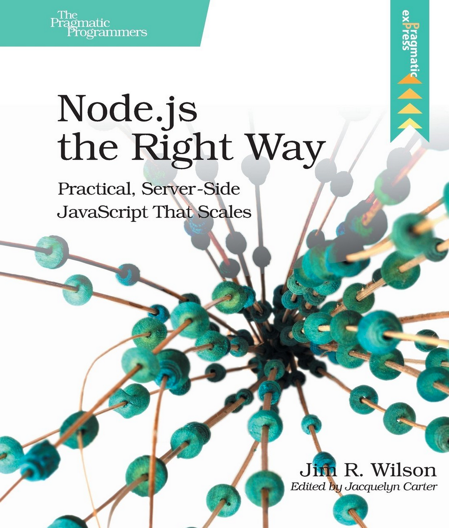 The
Pragmatic
Programmers
Pragmatic
exPress
Node.js
the Right Way
Practical, Server-Side
JavaScript That Scales
Jim R. Wilson
Edited by Jacquelyn Carter